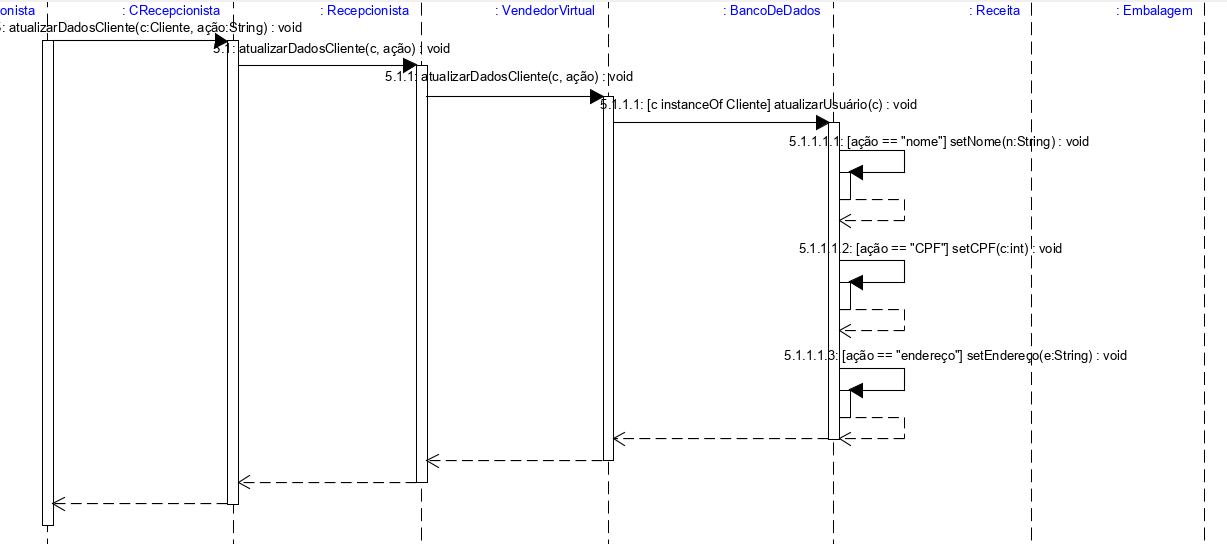 onista
: CRecepcionista
: Recepcionista
: VendedorVirtual
: BancoDeDados
: Receita
: Embalagem
: atualizarDadosCliente(c:Cliente, ação:String) : void
5.1: atualizarDadosCliente(c, ação) : void
5.1.1: atualizarDadosCliente(c, ação) : void
5.1.1.1: [c instanceOf Cliente] atualizarUsuário(c) : void
5.1.1.1.1: [ação == "nome"] setNome(n:String) : void
5.1.1.1.2: [ação == "CPF"] setCPF(c:int) : void
5.1.1.1.3: [ação == "endereço"] setEndereço(e:String) : void